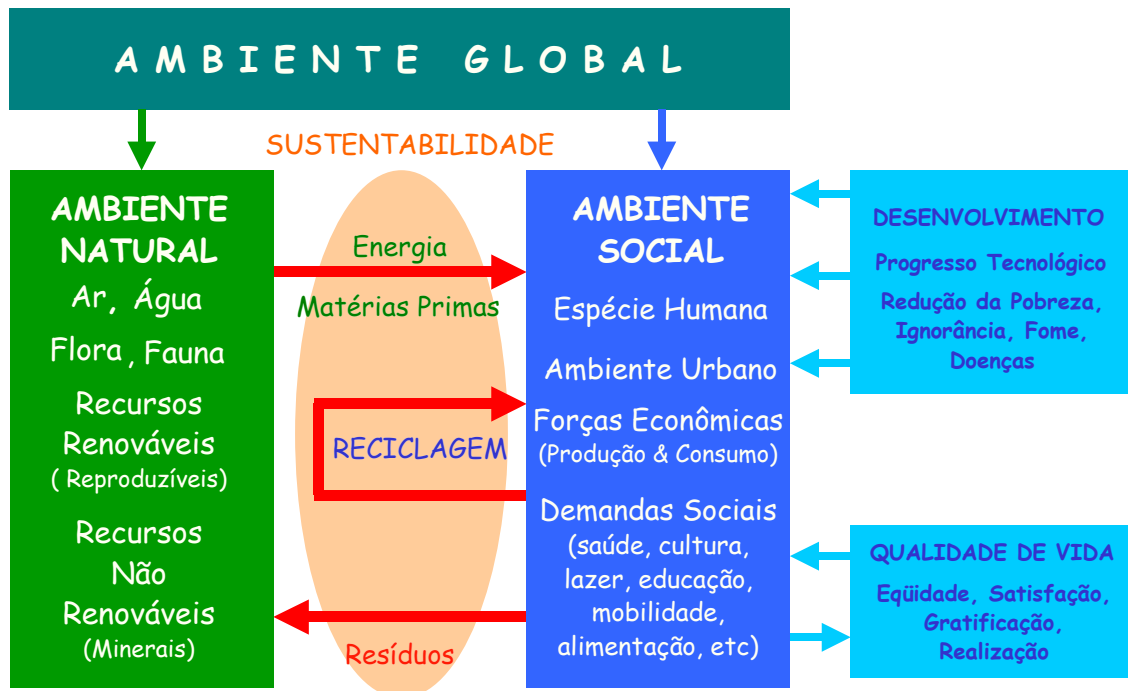 AMBIENTE GLOBAL
SUSTENTABILIDADE
AMBIENTE
NATURAL
Ar, Água
Flora, Fauna
Recursos
Renováveis
( Reproduzíveis)
Recursos
Não
Renováveis
(Minerais)
Energia
Matérias Primas
RECICLAGEM
Resíduos
AMBIENTE
SOCIAL
Espécie Humana
Ambiente Urbano
Forças Econômicas
(Produção & Consumo)
Demandas Sociais
(saúde, cultura,
lazer, educação,
mobilidade,
alimentação, etc)
DESENVOLVIMENTO
Progresso Tecnológico
Redução da Pobreza,
Ignorância, Fome,
Doenças
QUALIDADE DE VIDA
Eqüidade, Satisfação,
Gratificação,
Realização